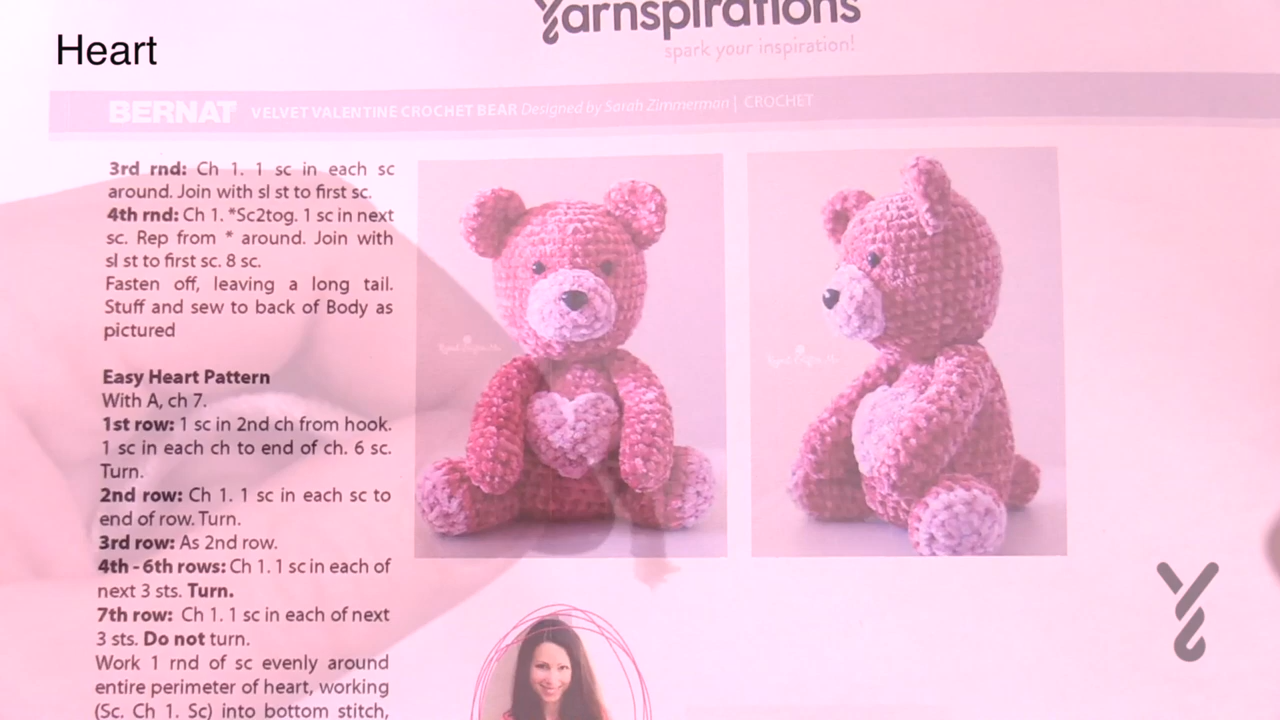 Yarnspirations
spark your inspiration!
Heart
BERNAT VELVET VALENTINE CROCHET BEAR Designed by Sarah Zimmerman | CROCHET
3rd rnd: Ch 1. 1 sc in each sc
around. Join with sl st to first sc.
4th rnd: Ch 1. *Sc2tog. 1 sc in next
sc. Rep from * around. Join with
sl st to first sc. 8 sc.
Fasten off, leaving a long tail.
Stuff and sew to back of Body as
pictured
Easy Heart Pattern
With A, ch 7.
1st row: 1 sc in 2nd ch from hook.
1 sc in each ch to end of ch. 6 sc.
Turn.
2nd row: Ch 1. 1 sc in each sc to
end of row. Turn.
3rd row: As 2nd row.
4th - 6th rows: Ch 1. 1 sc in each of
next 3 sts. Turn.
7th row: Ch 1. 1 sc in each of next
3 sts. Do not turn.
Work 1 rnd of sc evenly around
entire perimeter of heart, working
(Sc. Ch 1. Sc) into bottom stitch,